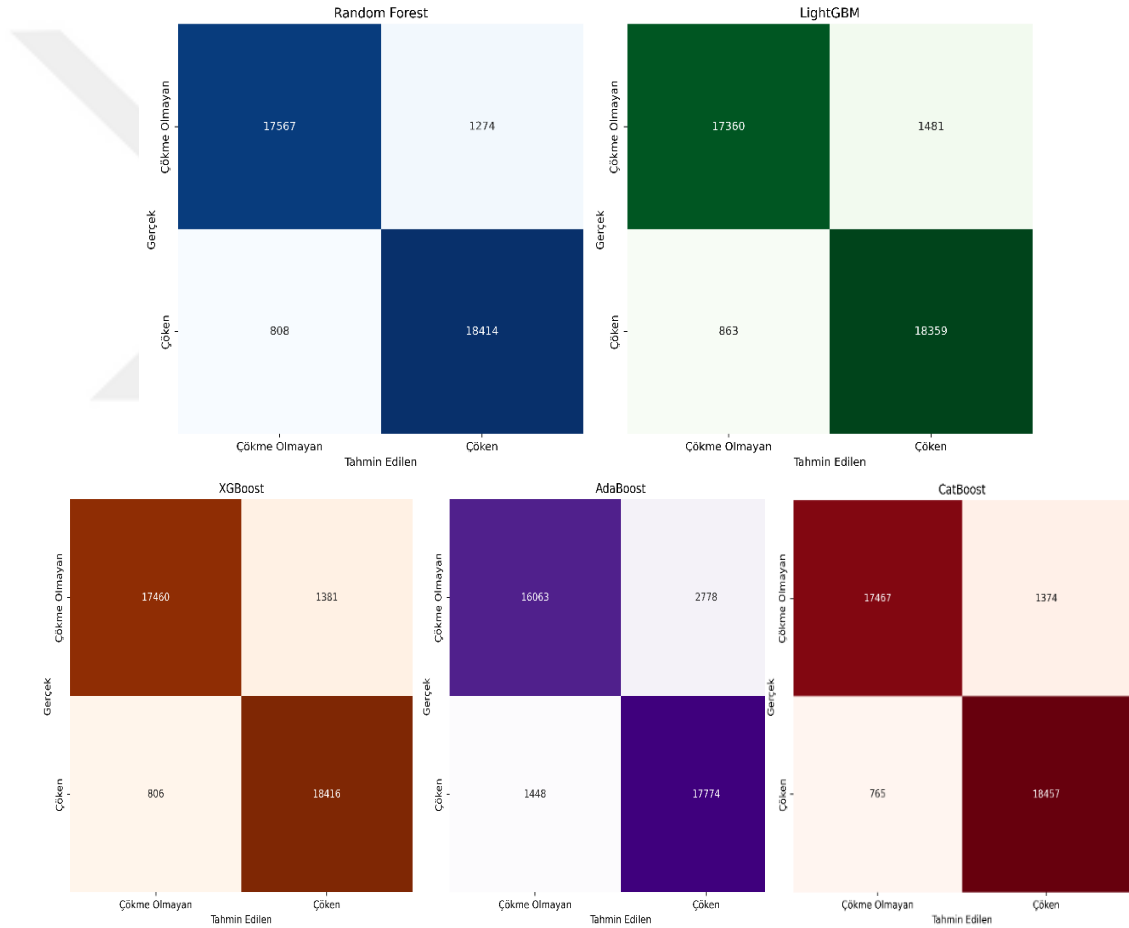 Random Forest
Çökme Olmayan
17567
1274
Gerçek
Çöken
808
18414
Çökme Olmayan
Çöken
Tahmin Edilen
LightGBM
Çökme Olmayan
17360
1481
Gerçek
Çöken
863
18359
Çökme Olmayan
Çöken
Tahmin Edilen
XGBoost
Çökme Olmayan
17460
1381
Gerçek
Çöken
806
18416
Çökme Olmayan
Çöken
Tahmin Edilen
AdaBoost
Çökme Olmayan
16063
2778
Gerçek
Çöken
1448
17774
Çökme Olmayan
Çöken
Tahmin Edilen
CatBoost
Çökme Olmayan
17467
1374
Gerçek
Çöken
765
18457
Çökme Olmayan
Çöken
Tahmin Edilen